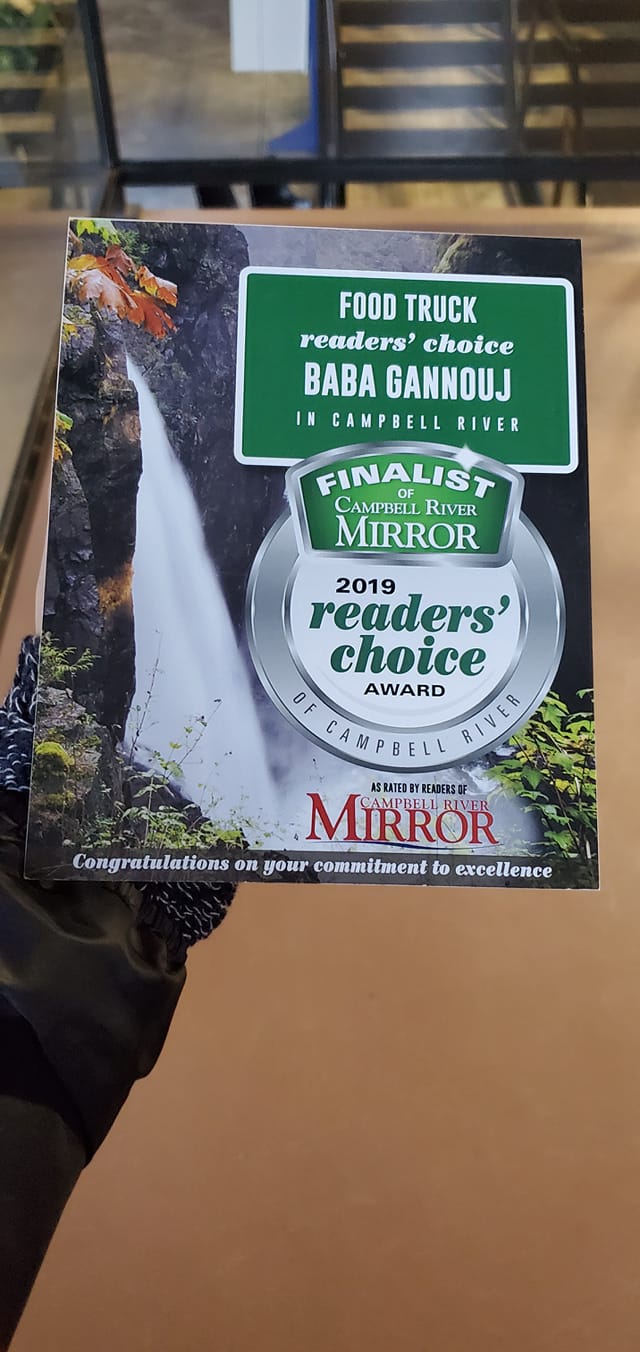 FOOD TRUCK
readers' choice
BABA GANNOUJ
IN CAMPBELL RIVER
FINALIST
OF
CAMPBELL RIVER
MIRROR
2019
readers'
choice
AWARD
OF CAMPBELL RIVER
AS RATED BY READERS OF
CAMPBELL RIVER
MIRROR
Congratulations on your commitment to excellence